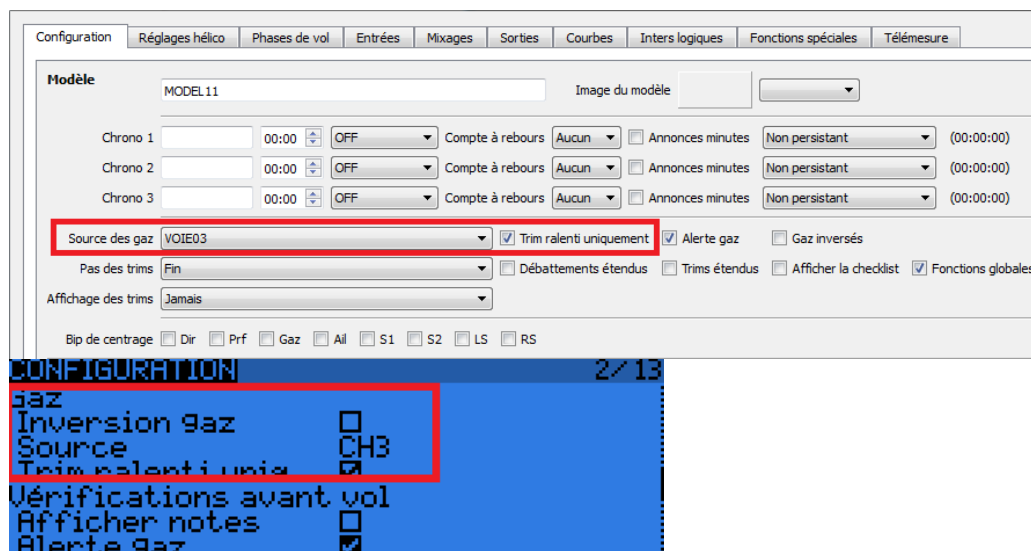 Configuration Réglages hélico Phases de vol Entrées Mixages Sorties Courbes Inters logiques Fonctions spéciales Télémesure
Modèle
MODEL11 Image du modèle
Chrono 1 00:00 OFF Compte à rebours Aucun Annonces minutes Non persistant (00:00:00)
Chrono 2 00:00 OFF Compte à rebours Aucun Annonces minutes Non persistant (00:00:00)
Chrono 3 00:00 OFF Compte à rebours Aucun Annonces minutes Non persistant (00:00:00)
Source des gaz VOIE03 Trim ralenti uniquement Alerte gaz Gaz inversés
Pas des trims Fin Débattements étendus Trims étendus Afficher la checklist Fonctions globales
Affichage des trims Jamais
Bip de centrage Dir Prf Gaz Ail S1 S2 LS RS
CONFIGURATION 2/13
Gaz
Inversion gaz
Source CH3
Trim ralenti uniq
Vérifications avant vol
Afficher notes
Alerte gaz